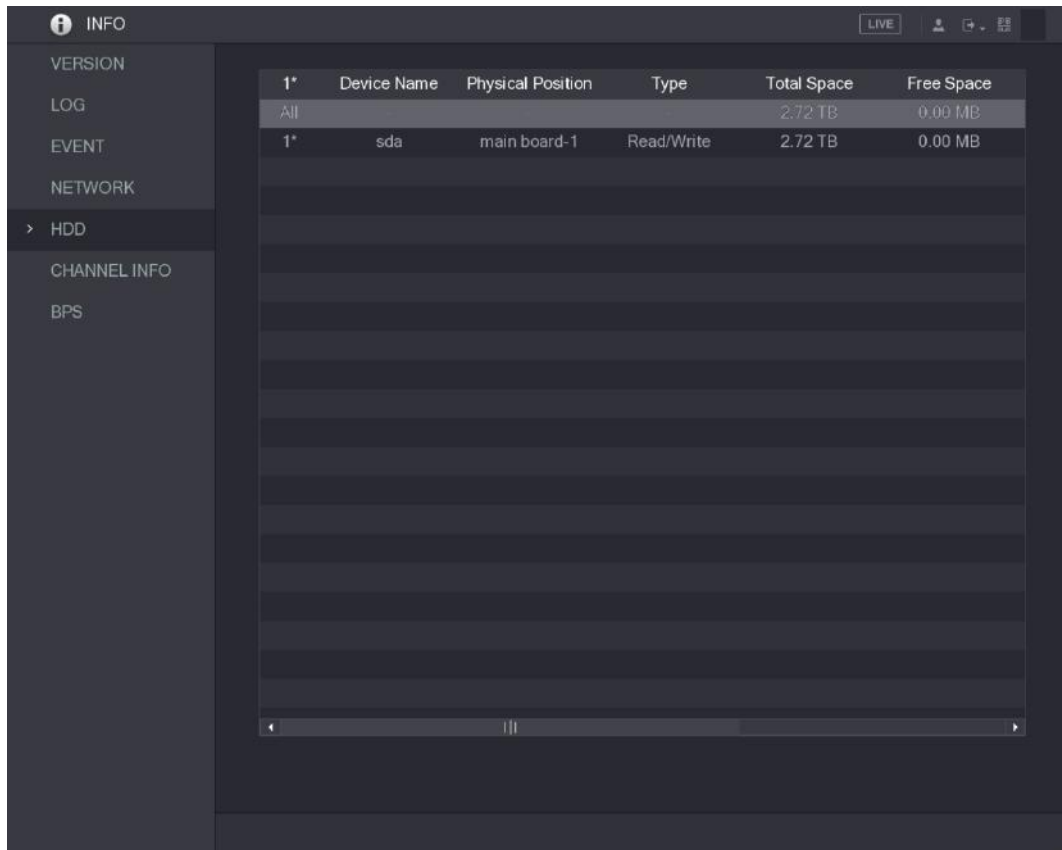 INFO
LIVE
VERSION
LOG
EVENT
NETWORK
HDD
CHANNEL INFO
BPS
1* Device Name Physical Position Type Total Space Free Space
All - - - 2.72 TB 0.00 MB
1* sda main board-1 Read/Write 2.72 TB 0.00 MB